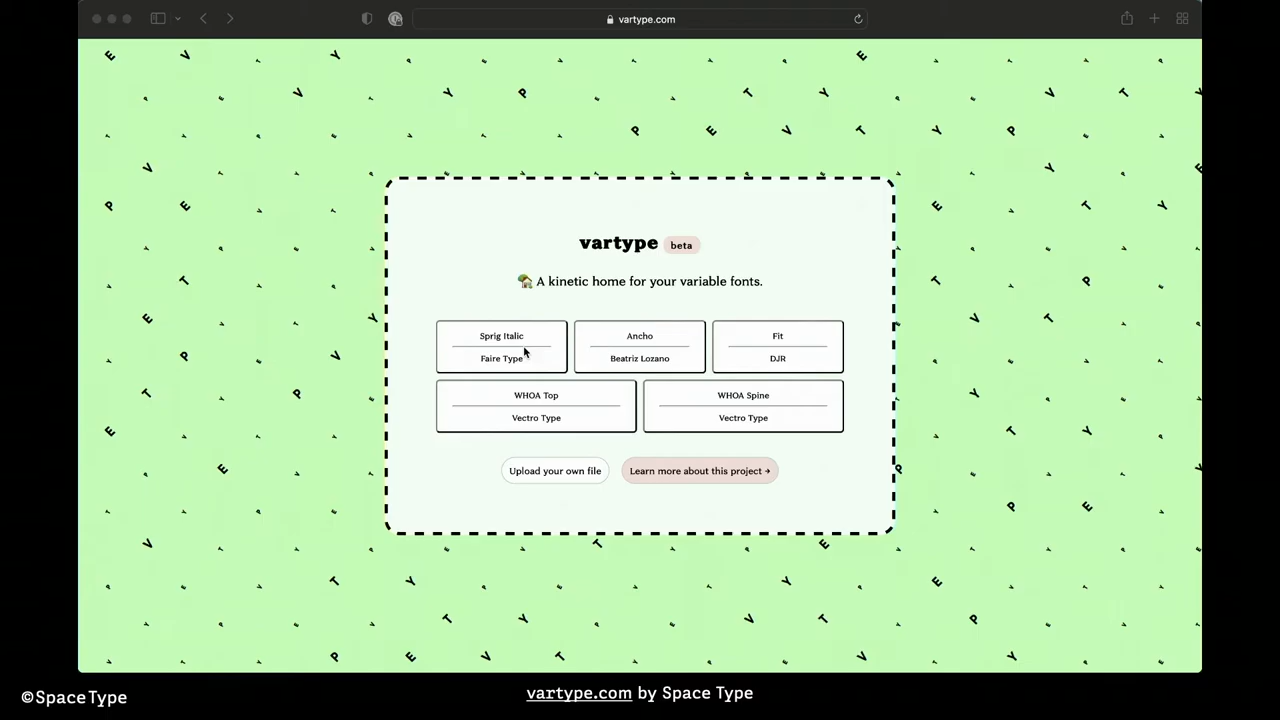 vartype.com
vartype beta
🏡 A kinetic home for your variable fonts.
Sprig Italic
Faire Type
Ancho
Beatriz Lozano
Fit
DJR
WHOA Top
Vectro Type
WHOA Spine
Vectro Type
Upload your own file
Learn more about this project →
©SpaceType
vartype.com by Space Type